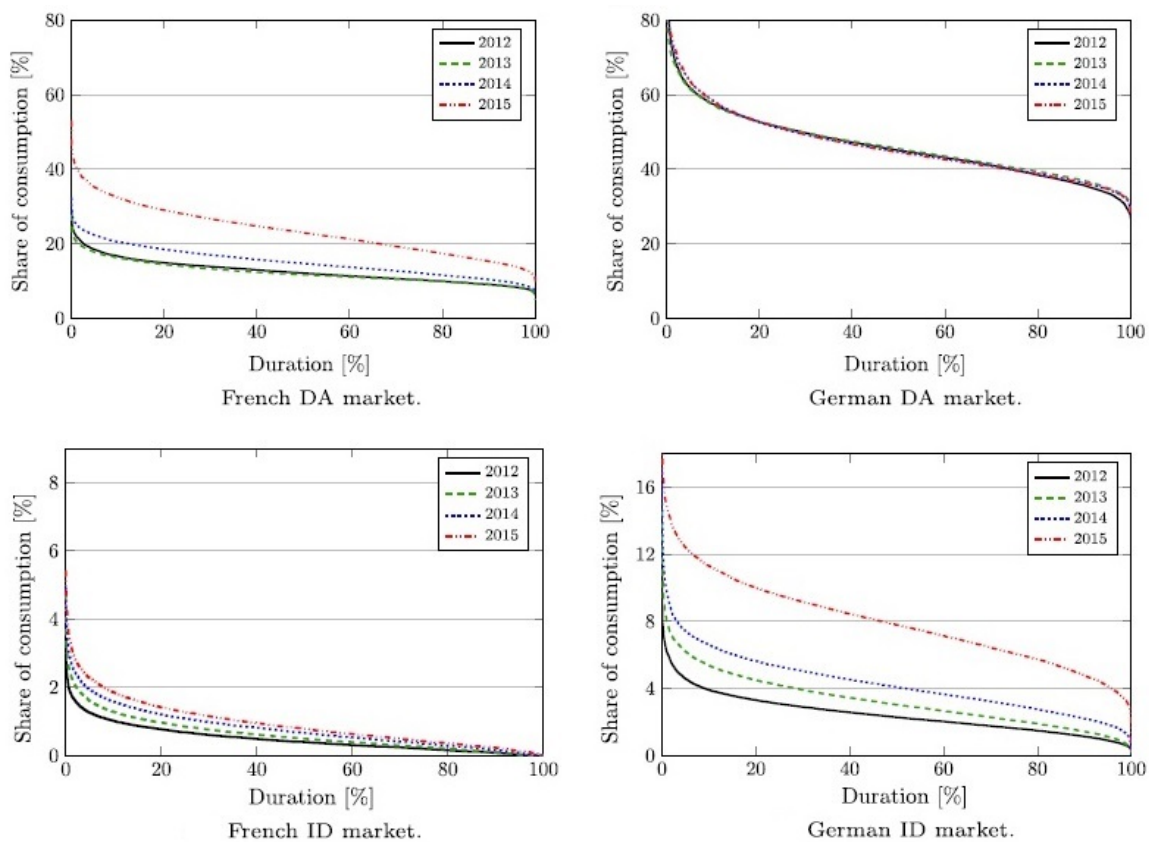 80
60
40
20
0
Share of consumption [%]
2012
2013
2014
2015
0 20 40 60 80 100
Duration [%]
French DA market.
80
60
40
20
0
Share of consumption [%]
2012
2013
2014
2015
0 20 40 60 80 100
Duration [%]
German DA market.
8
6
4
2
0
Share of consumption [%]
2012
2013
2014
2015
0 20 40 60 80 100
Duration [%]
French ID market.
16
12
8
4
0
Share of consumption [%]
2012
2013
2014
2015
0 20 40 60 80 100
Duration [%]
German ID market.